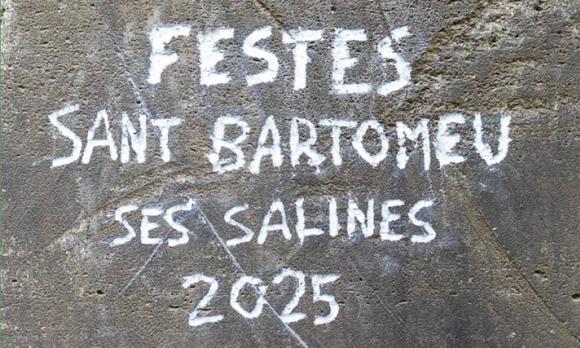 FESTES
SANT BARTOMEU
SES SALINES
2025